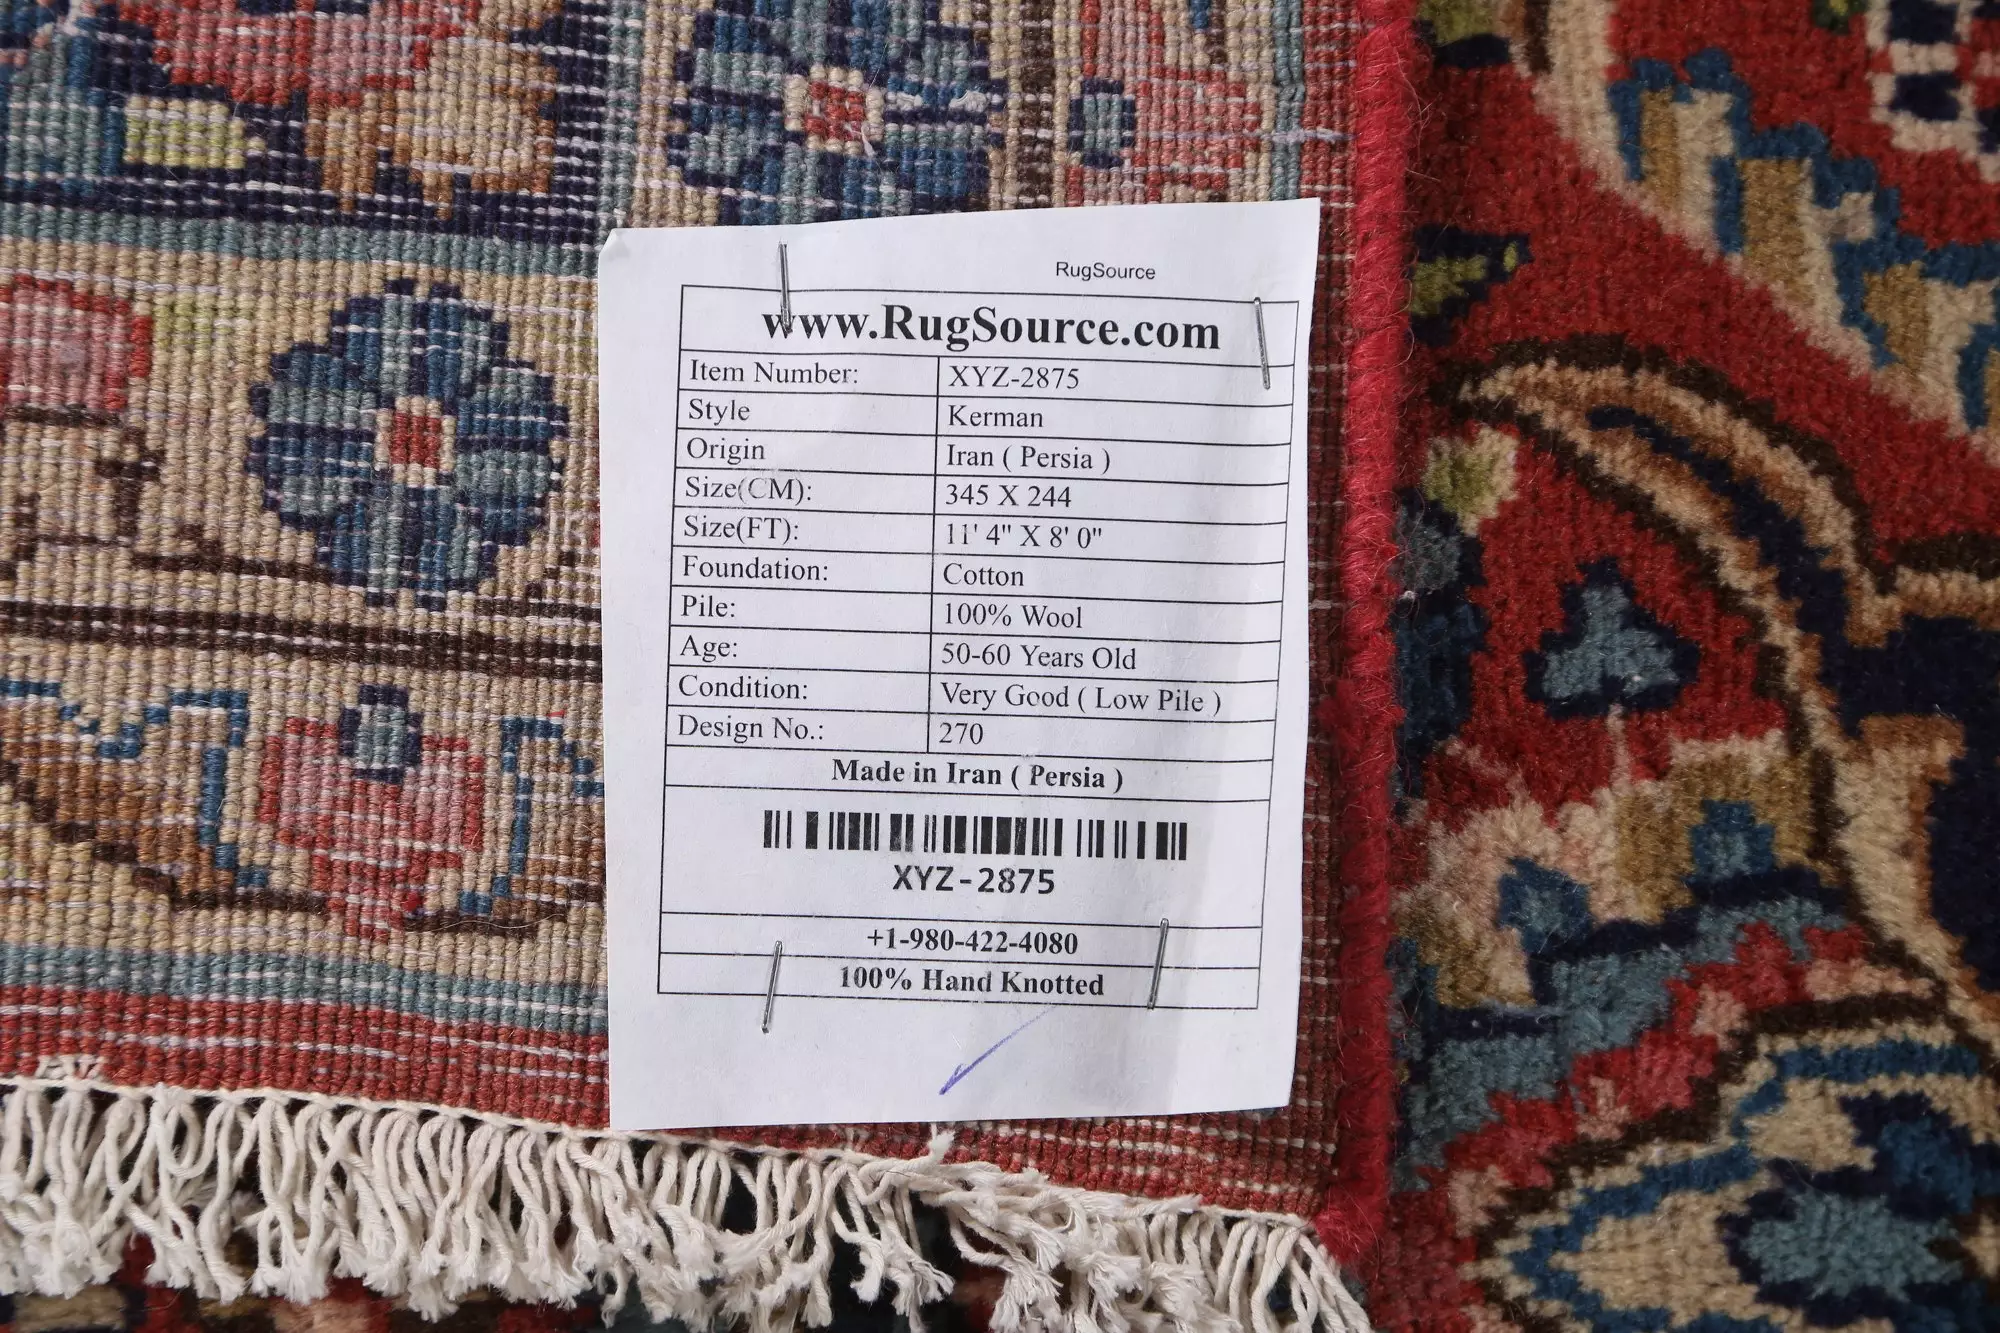 RugSource
www.RugSource.com
Item Number: XYZ-2875
Style Kerman
Origin Iran ( Persia )
Size(CM): 345 X 244
Size(FT): 11' 4" X 8' 0"
Foundation: Cotton
Pile: 100% Wool
Age: 50-60 Years Old
Condition: Very Good ( Low Pile )
Design No.: 270
Made in Iran ( Persia )
XYZ-2875
+1-980-422-4080
100% Hand Knotted